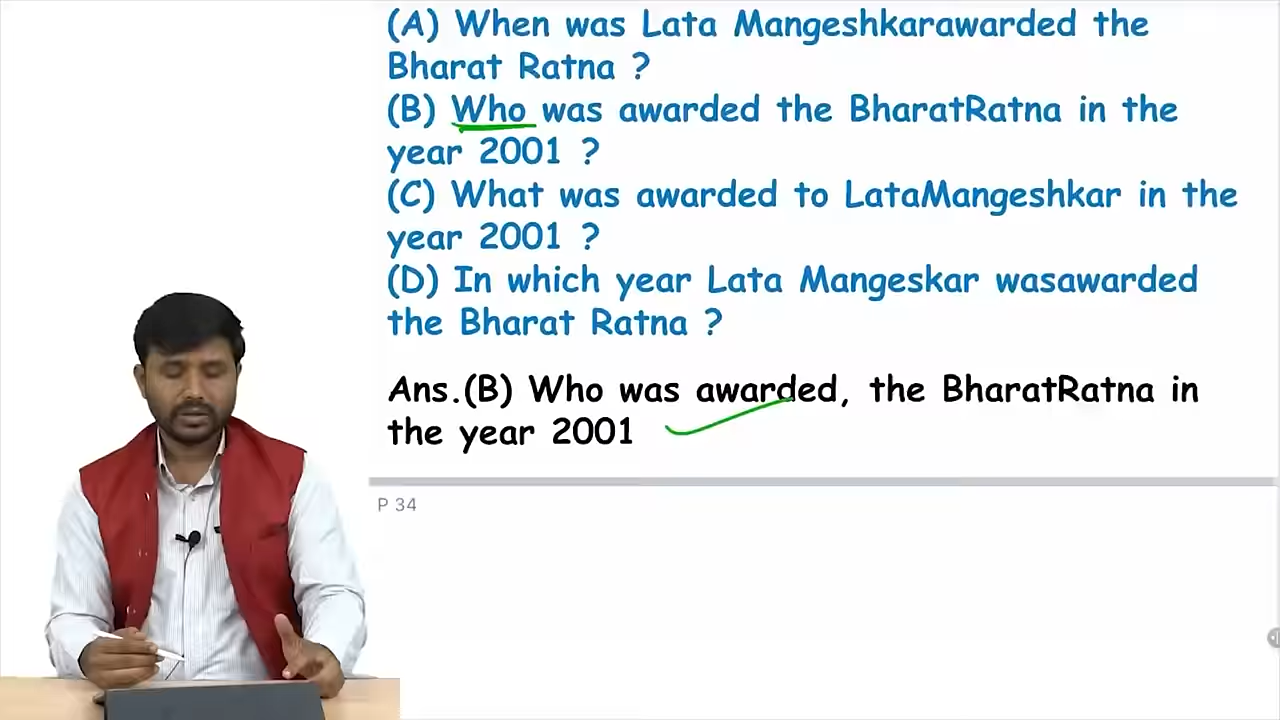 (A) When was Lata Mangeshkarawarded the
Bharat Ratna ?
(B) Who was awarded the BharatRatna in the
year 2001 ?
(C) What was awarded to LataMangeshkar in the
year 2001 ?
(D) In which year Lata Mangeskar wasawarded
the Bharat Ratna ?
Ans.(B) Who was awarded, the BharatRatna in
the year 2001
P 34